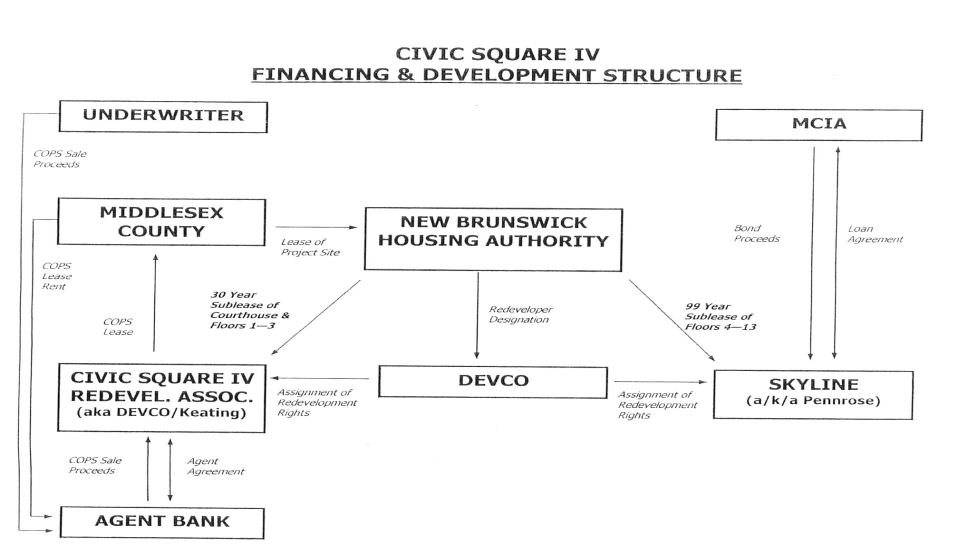 CIVIC SQUARE IV
FINANCING & DEVELOPMENT STRUCTURE
UNDERWRITER
MCIA
COPS Sale
Proceeds
MIDDLESEX
COUNTY
NEW BRUNSWICK
HOUSING AUTHORITY
Lease of
Project Site
Bond
Proceeds
Loan
Agreement
COPS
Lease
Rent
30 Year
Sublease of
Courthouse &
Floors 1—3
99 Year
Sublease of
Floors 4—13
Redeveloper
Designation
COPS
Lease
CIVIC SQUARE IV
REDEVEL. ASSOC.
(aka DEVCO/Keating)
DEVCO
SKYLINE
(a/k/a Pennrose)
Assignment of
Redevelopment
Rights
Assignment of
Redevelopment
Rights
COPS Sale
Proceeds
Agent
Agreement
AGENT BANK